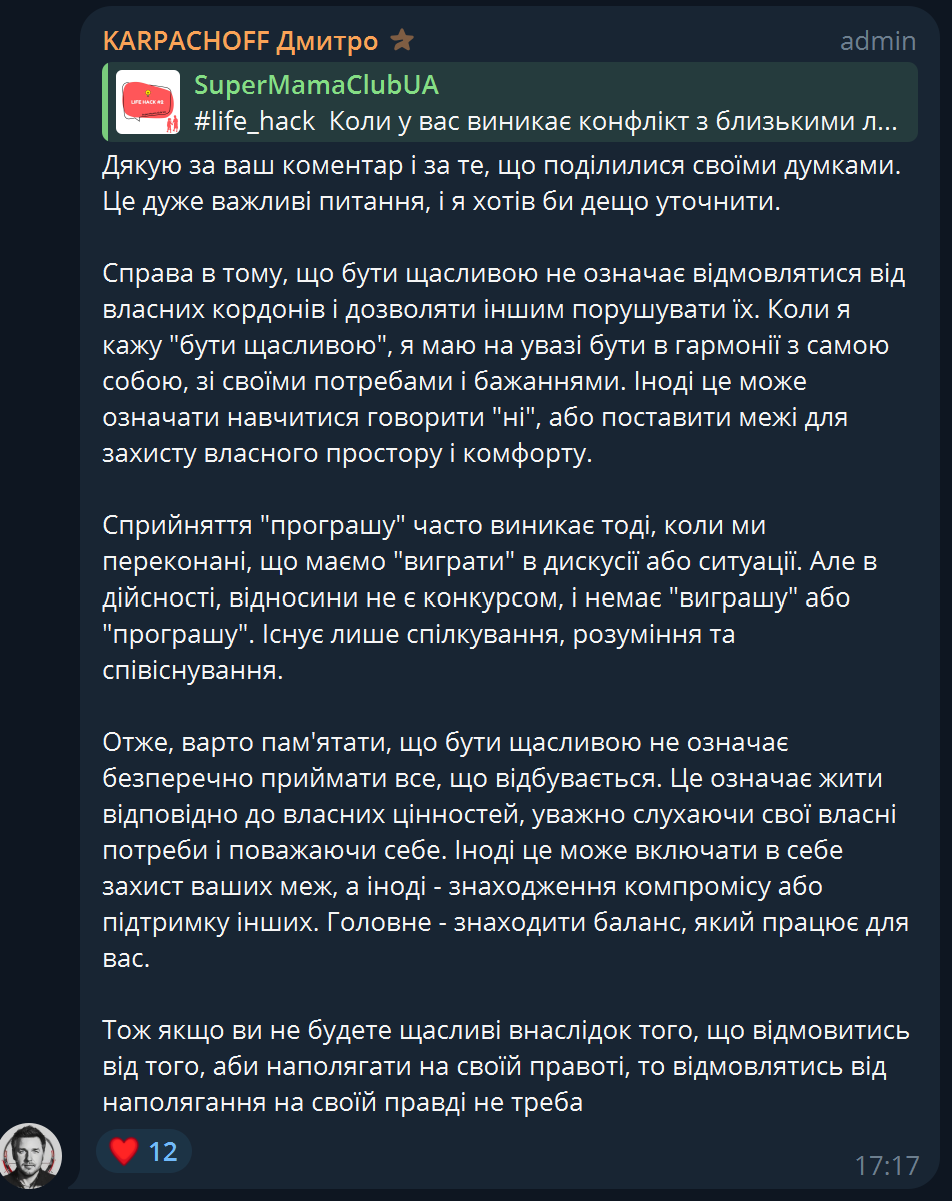 KARPACHOFF Дмитро
admin
SuperMamaClubUA
LIFE HACK #2
#life_hack Коли у вас виникає конфлікт з близькими л...
Дякую за ваш коментар і за те, що поділилися своїми думками.
Це дуже важливі питання, і я хотів би дещо уточнити.
Справа в тому, що бути щасливою не означає відмовлятися від
власних кордонів і дозволяти іншим порушувати їх. Коли я
кажу "бути щасливою", я маю на увазі бути в гармонії з самою
собою, зі своїми потребами і бажаннями. Іноді це може
означати навчитися говорити "ні", або поставити межі для
захисту власного простору і комфорту.
Сприйняття "програшу" часто виникає тоді, коли ми
переконані, що маємо "виграти" в дискусії або ситуації. Але в
дійсності, відносини не є конкурсом, і немає "виграшу" або
"програшу". Існує лише спілкування, розуміння та
співіснування.
Отже, варто пам'ятати, що бути щасливою не означає
безперечно приймати все, що відбувається. Це означає жити
відповідно до власних цінностей, уважно слухаючи свої власні
потреби і поважаючи себе. Іноді це може включати в себе
захист ваших меж, а іноді - знаходження компромісу або
підтримку інших. Головне - знаходити баланс, який працює для
вас.
Тож якщо ви не будете щасливі внаслідок того, що відмовитись
від того, аби наполягати на своїй правоті, то відмовлятись від
наполягання на своїй правді не треба
12
17:17